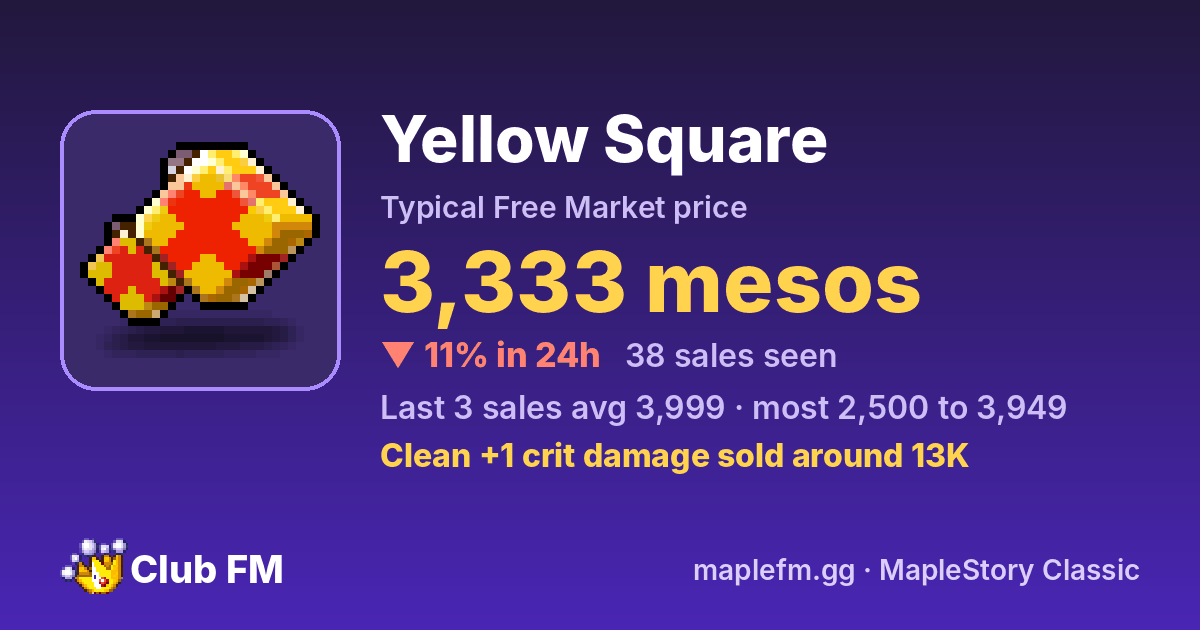 Yellow Square
Typical Free Market price
3,333 mesos
▼ 11% in 24h 38 sales seen
Last 3 sales avg 3,999 · most 2,500 to 3,949
Clean +1 crit damage sold around 13K
Club FM
maplefm.gg · MapleStory Classic